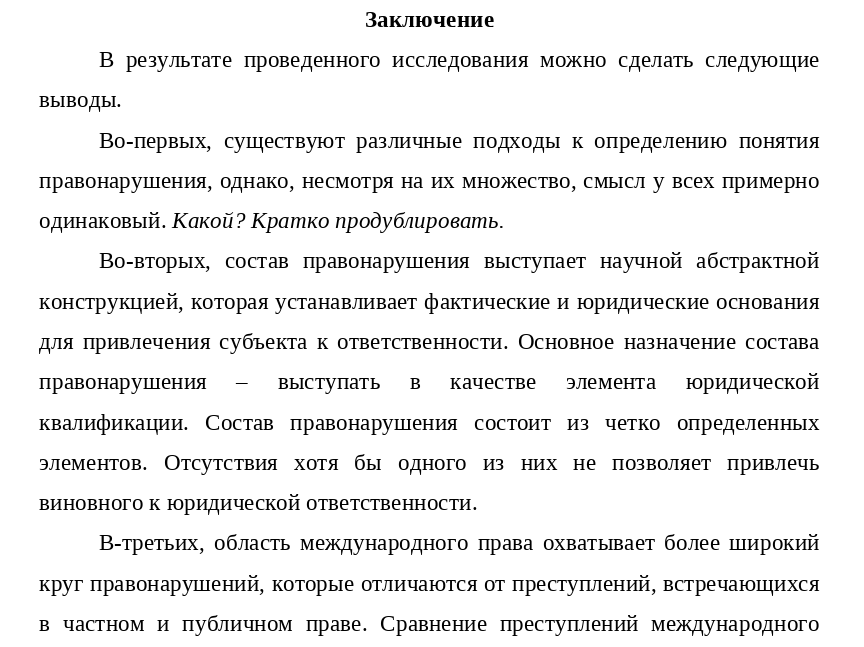 Заключение
В результате проведенного исследования можно сделать следующие
выводы.
Во-первых, существуют различные подходы к определению понятия
правонарушения, однако, несмотря на их множество, смысл у всех примерно
одинаковый. Какой? Кратко продублировать.
Во-вторых, состав правонарушения выступает научной абстрактной
конструкцией, которая устанавливает фактические и юридические основания
для привлечения субъекта к ответственности. Основное назначение состава
правонарушения – выступать в качестве элемента юридической
квалификации. Состав правонарушения состоит из четко определенных
элементов. Отсутствия хотя бы одного из них не позволяет привлечь
виновного к юридической ответственности.
В-третьих, область международного права охватывает более широкий
круг правонарушений, которые отличаются от преступлений, встречающихся
в частном и публичном праве. Сравнение преступлений международного